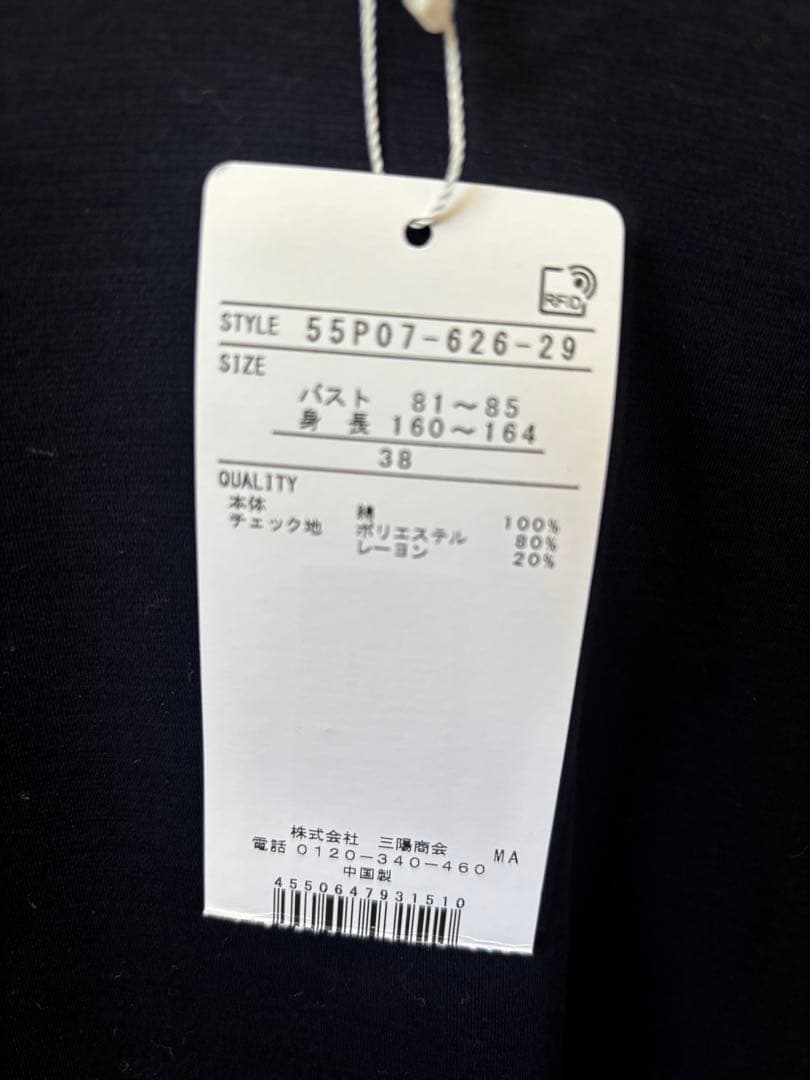 RFID
STYLE 55P07-626-29
SIZE
バスト 81～85
身長 160～164
38
QUALITY
本体 綿 100%
チェック地 ポリエステル 80%
レーヨン 20%
株式会社 三陽商会
電話 0120-340-460 MA
中国製
4550647931510